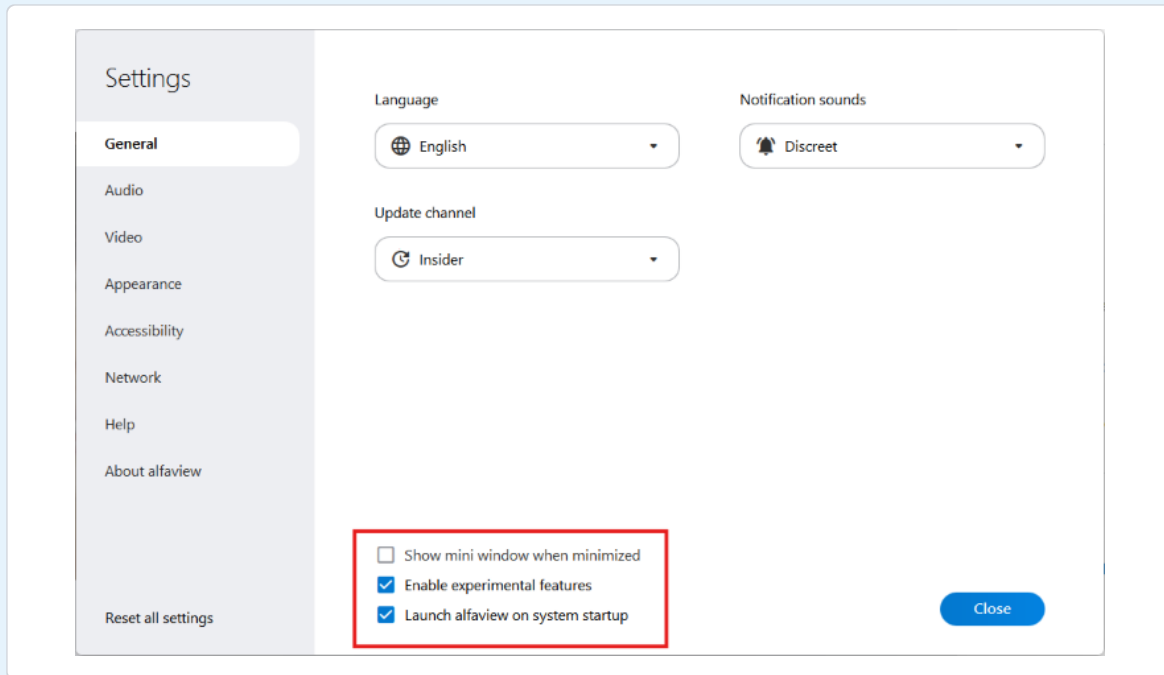 Settings
General
Audio
Video
Appearance
Accessibility
Network
Help
About alfaview
Reset all settings
Language
English
Notification sounds
Discreet
Update channel
Insider
Show mini window when minimized
Enable experimental features
Launch alfaview on system startup
Close